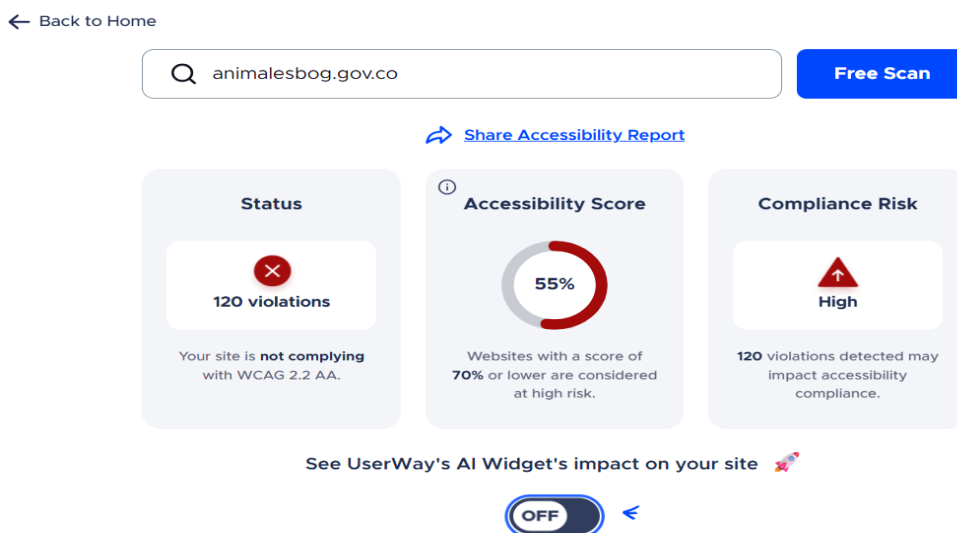 Back to Home
animalesbog.gov.co
Free Scan
Share Accessibility Report
Status
120 violations
Your site is not complying
with WCAG 2.2 AA.
Accessibility Score
55%
Websites with a score of
70% or lower are considered
at high risk.
Compliance Risk
High
120 violations detected may
impact accessibility
compliance.
See UserWay's AI Widget's impact on your site
OFF